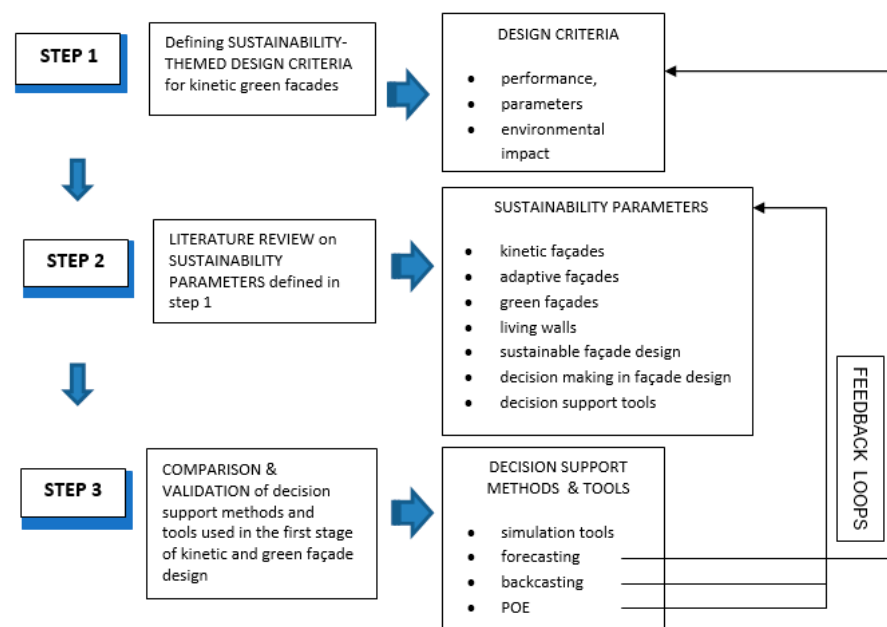 STEP 1
Defining SUSTAINABILITY-
THEMED DESIGN CRITERIA
for kinetic green facades
DESIGN CRITERIA
• performance,
• parameters
• environmental
impact
STEP 2
LITERATURE REVIEW on
SUSTAINABILITY
PARAMETERS defined in
step 1
SUSTAINABILITY PARAMETERS
• kinetic façades
• adaptive façades
• green façades
• living walls
• sustainable façade design
• decision making in façade design
• decision support tools
FEEDBACK LOOPS
STEP 3
COMPARISON &
VALIDATION of decision
support methods and
tools used in the first stage
of kinetic and green façade
design
DECISION SUPPORT
METHODS & TOOLS
• simulation tools
• forecasting
• backcasting
• POE